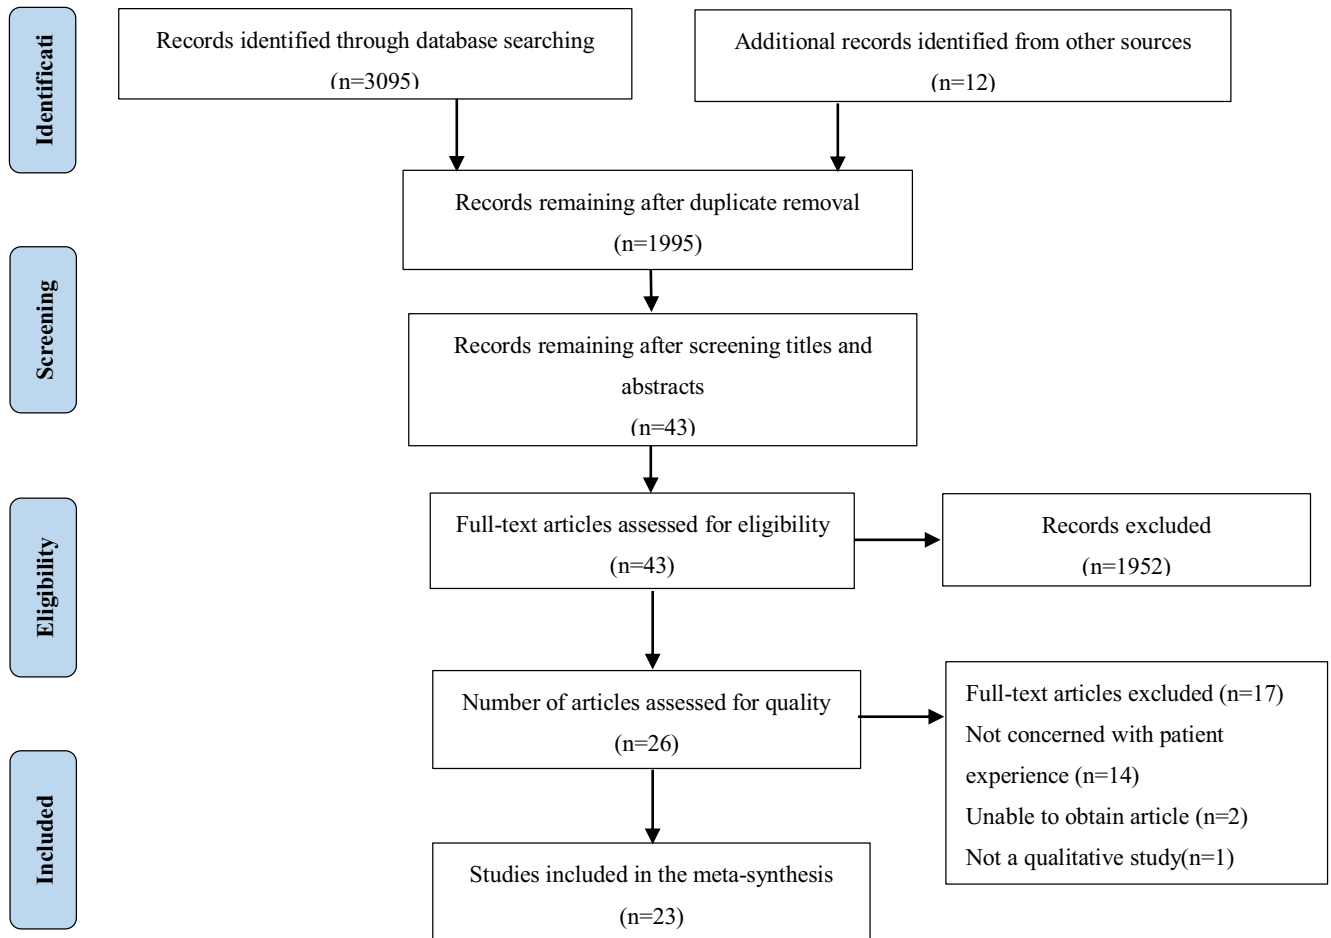 Identificati
Records identified through database searching
(n=3095)
Additional records identified from other sources
(n=12)
Records remaining after duplicate removal
(n=1995)
Screening
Records remaining after screening titles and
abstracts
(n=43)
Eligibility
Full-text articles assessed for eligibility
(n=43)
Records excluded
(n=1952)
Number of articles assessed for quality
(n=26)
Full-text articles excluded (n=17)
Not concerned with patient
experience (n=14)
Unable to obtain article (n=2)
Not a qualitative study(n=1)
Included
Studies included in the meta-synthesis
(n=23)